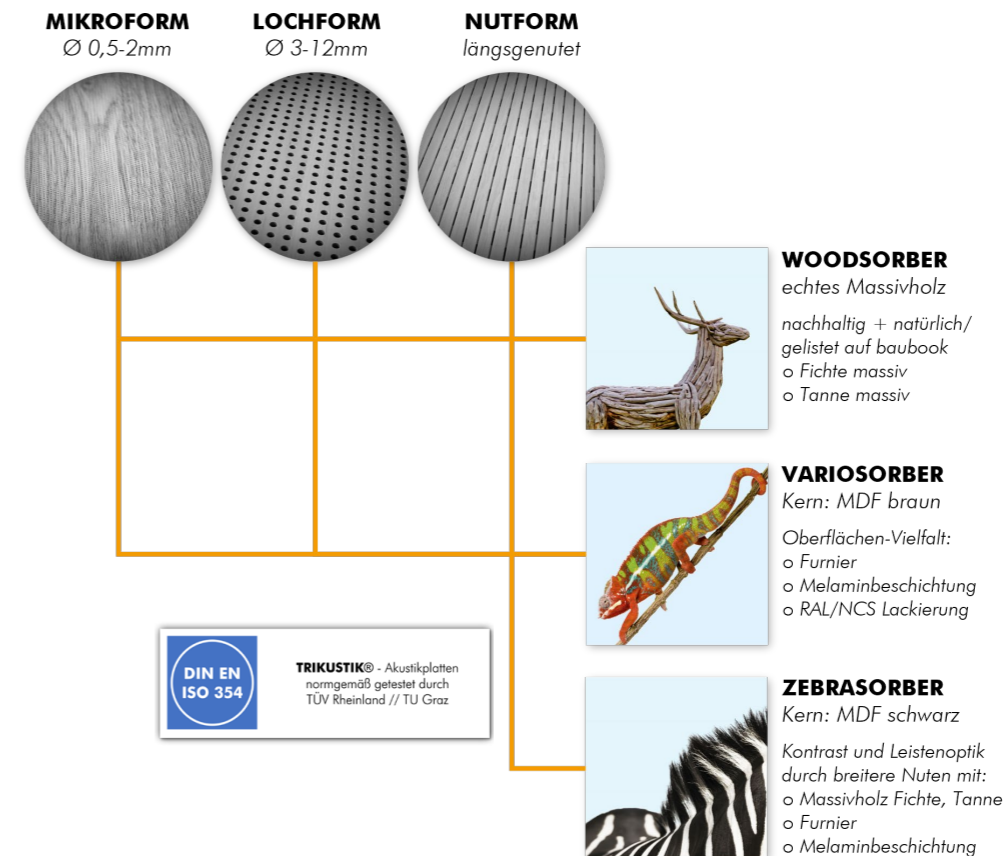 MIKROFORM
Ø 0,5-2mm
LOCHFORM
Ø 3-12mm
NUTFORM
längsgenutet
WOODSORBER
echtes Massivholz
nachhaltig + natürlich/
gelistet auf baubook
o Fichte massiv
o Tanne massiv
VARIOSORBER
Kern: MDF braun
Oberflächen-Vielfalt:
o Furnier
o Melaminbeschichtung
o RAL/NCS Lackierung
DIN EN
ISO 354
TRIKUSTIK® - Akustikplatten
normgemäß getestet durch
TÜV Rheinland // TU Graz
ZEBRASORBER
Kern: MDF schwarz
Kontrast und Leistenoptik
durch breitere Nuten mit:
o Massivholz Fichte, Tanne
o Furnier
o Melaminbeschichtung